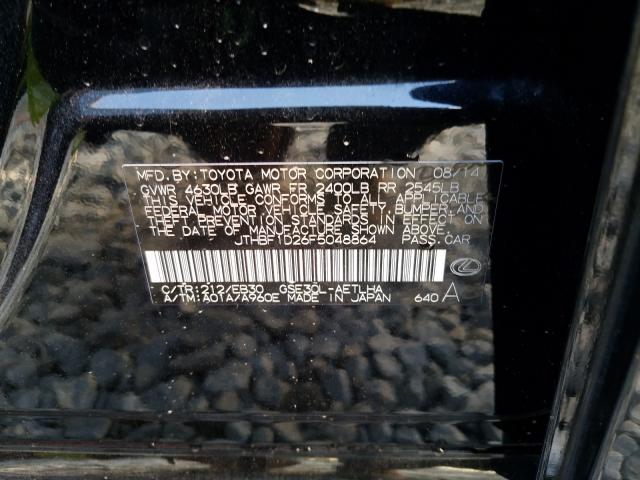 MFD. BY: TOYOTA MOTOR CORPORATION 08/14
GVWR 4630LB GAWR FR 2400LB RR 2545LB
THIS VEHICLE CONFORMS TO ALL APPLICABLE
FEDERAL MOTOR VEHICLE SAFETY, BUMPER, AND
THEFT PREVENTION STANDARDS IN EFFECT ON
THE DATE OF MANUFACTURE SHOWN ABOVE.
JTHBF1D26F5048864 PASS. CAR
C/TR: 212/EB30 GSE30L-AETLHA
A/TM: A01A/A960E MADE IN JAPAN 640 A